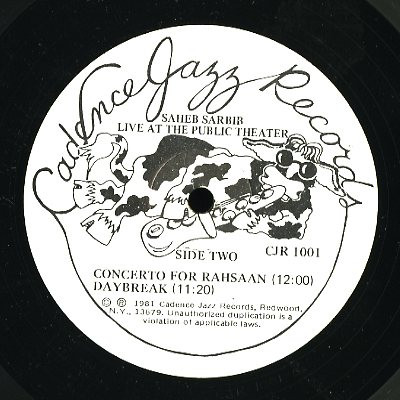 Cadence Jazz Records
SAHEB SARBIB
LIVE AT THE PUBLIC THEATER
SIDE TWO
CJR 1001
CONCERTO FOR RAHSAAN (12:00)
DAYBREAK (11:20)
© ℗ 1981 Cadence Jazz Records, Redwood,
N.Y., 13679. Unauthorized duplication is a
violation of applicable laws.